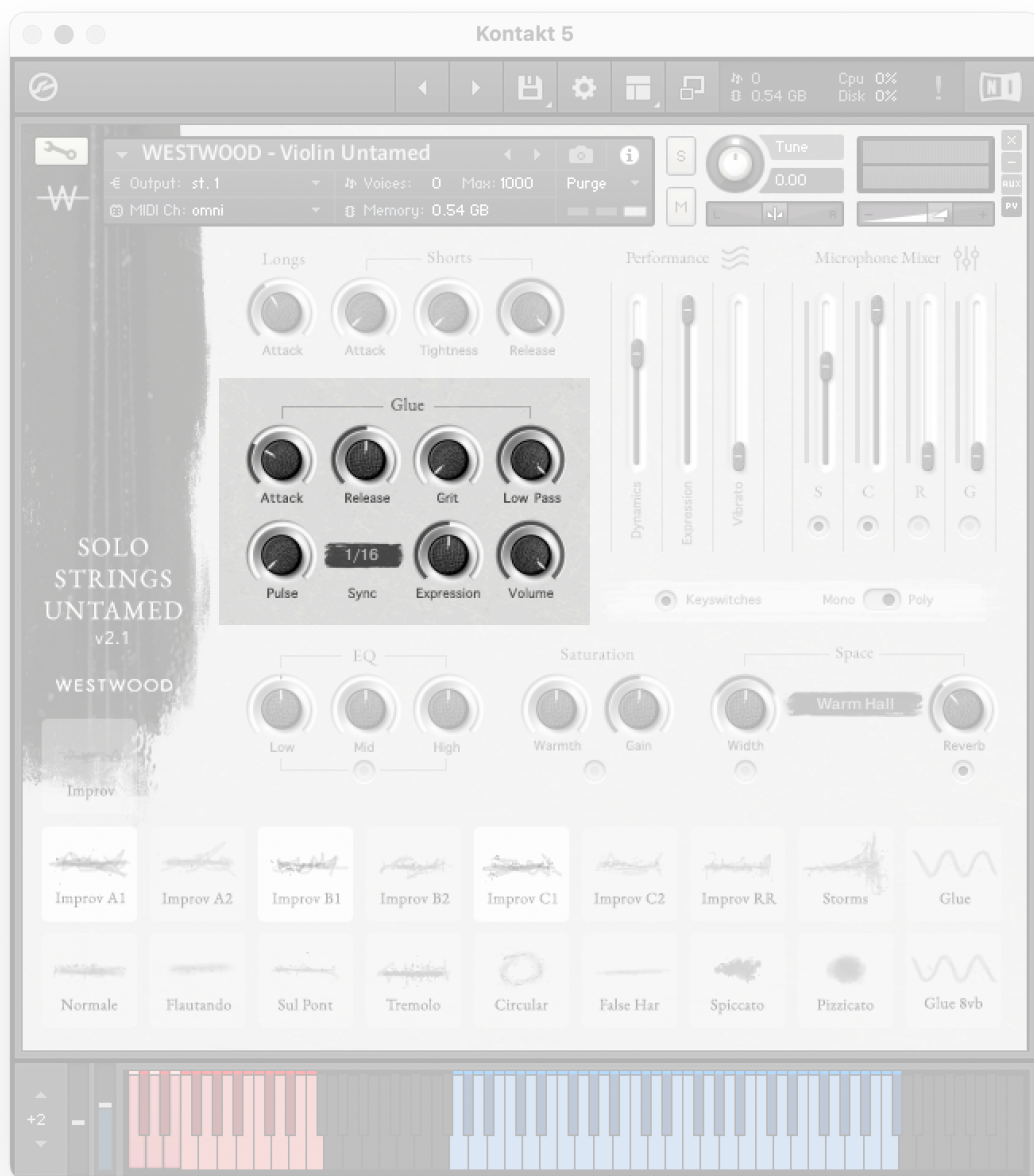 Kontakt 5
0 Cpu 0%
0.54 GB Disk 0%
! NI
WESTWOOD - Violin Untamed
Output: st. 1 Voices: 0 Max: 1000 Purge
MIDI Ch: omni Memory: 0.54 GB
S
M
Tune
0.00
L R
- +
X
AUX
PV
W
Longs Shorts
Attack Attack Tightness Release
Performance Microphone Mixer
Glue
Attack Release Grit Low Pass
Pulse 1/16 Sync Expression Volume
Dynamics Expression Vibrato
S C R G
Keyswitches Mono Poly
SOLO
STRINGS
UNTAMED
v2.1
WESTWOOD
EQ Saturation Space
Warm Hall
Low Mid High Warmth Gain Width Reverb
Improv
Improv A1 Improv A2 Improv B1 Improv B2 Improv C1 Improv C2 Improv RR Storms Glue
Normale Flautando Sul Pont Tremolo Circular False Har Spiccato Pizzicato Glue 8vb
+2